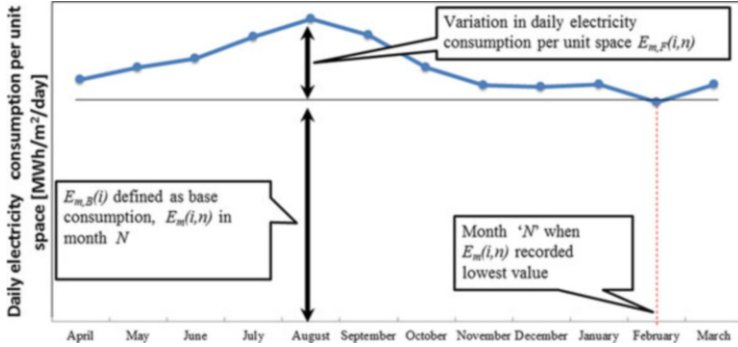 Daily electricity consumption per unit
space [MWh/m²/day]
Variation in daily electricity
consumption per unit space E_{m,F}(i,n)
E_{m,B}(i) defined as base
consumption, E_m(i,n) in
month N
Month ‘N’ when
E_m(i,n) recorded
lowest value
April May June July August September October November December January February March